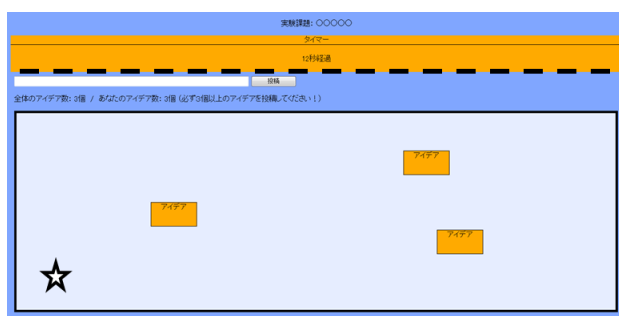 実験課題: ○○○○○
タイマー
12秒経過
投稿
全体のアイデア数: 3個 / あなたのアイデア数: 3個 (必ず3個以上のアイデアを投稿してください！)
アイデア
アイデア
アイデア